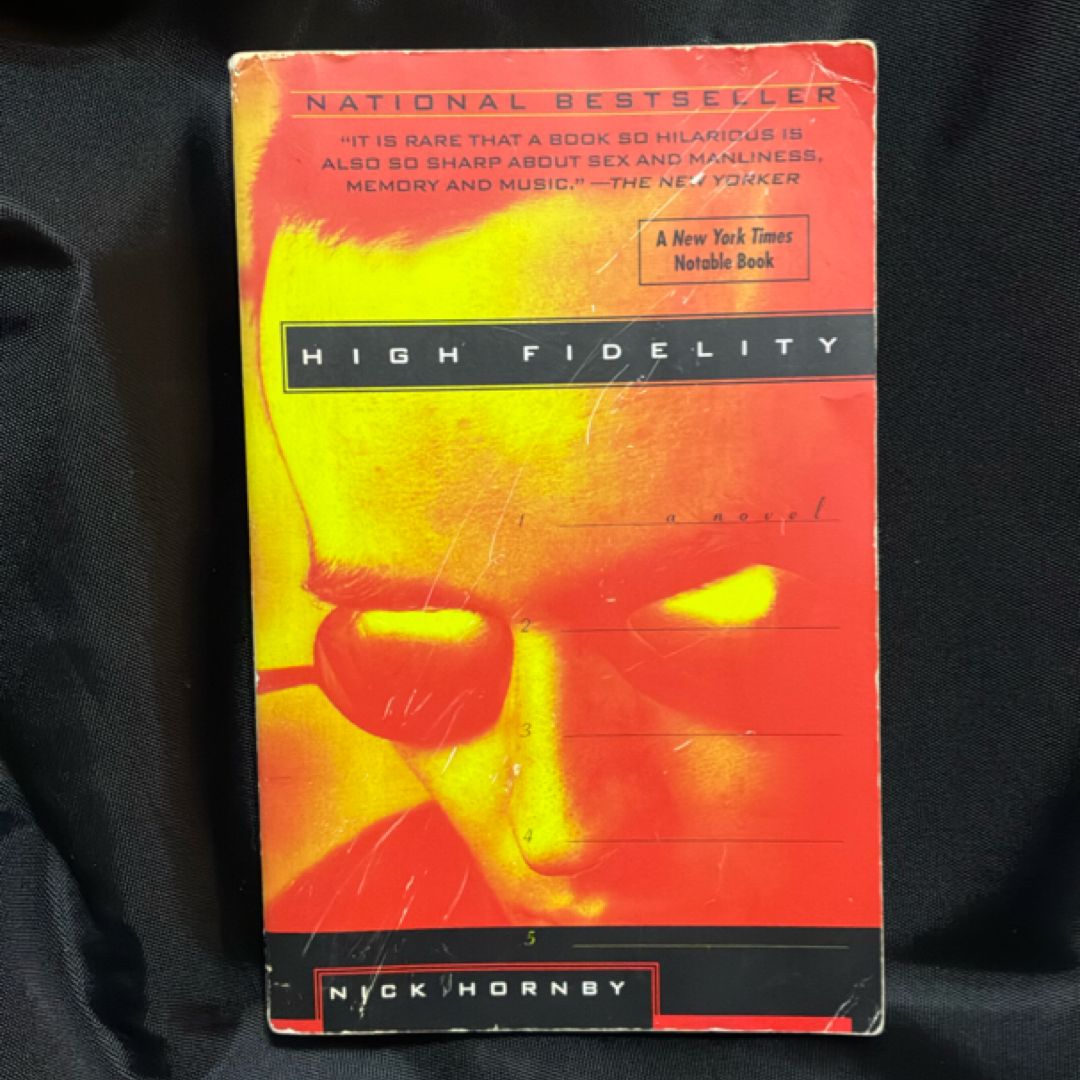 NATIONAL BESTSELLER
“IT IS RARE THAT A BOOK SO HILARIOUS IS
ALSO SO SHARP ABOUT SEX AND MANLINESS,
MEMORY AND MUSIC.” —THE NEW YORKER
A New York Times
Notable Book
HIGH FIDELITY
1 a novel
2
3
4
5
NICK HORNBY